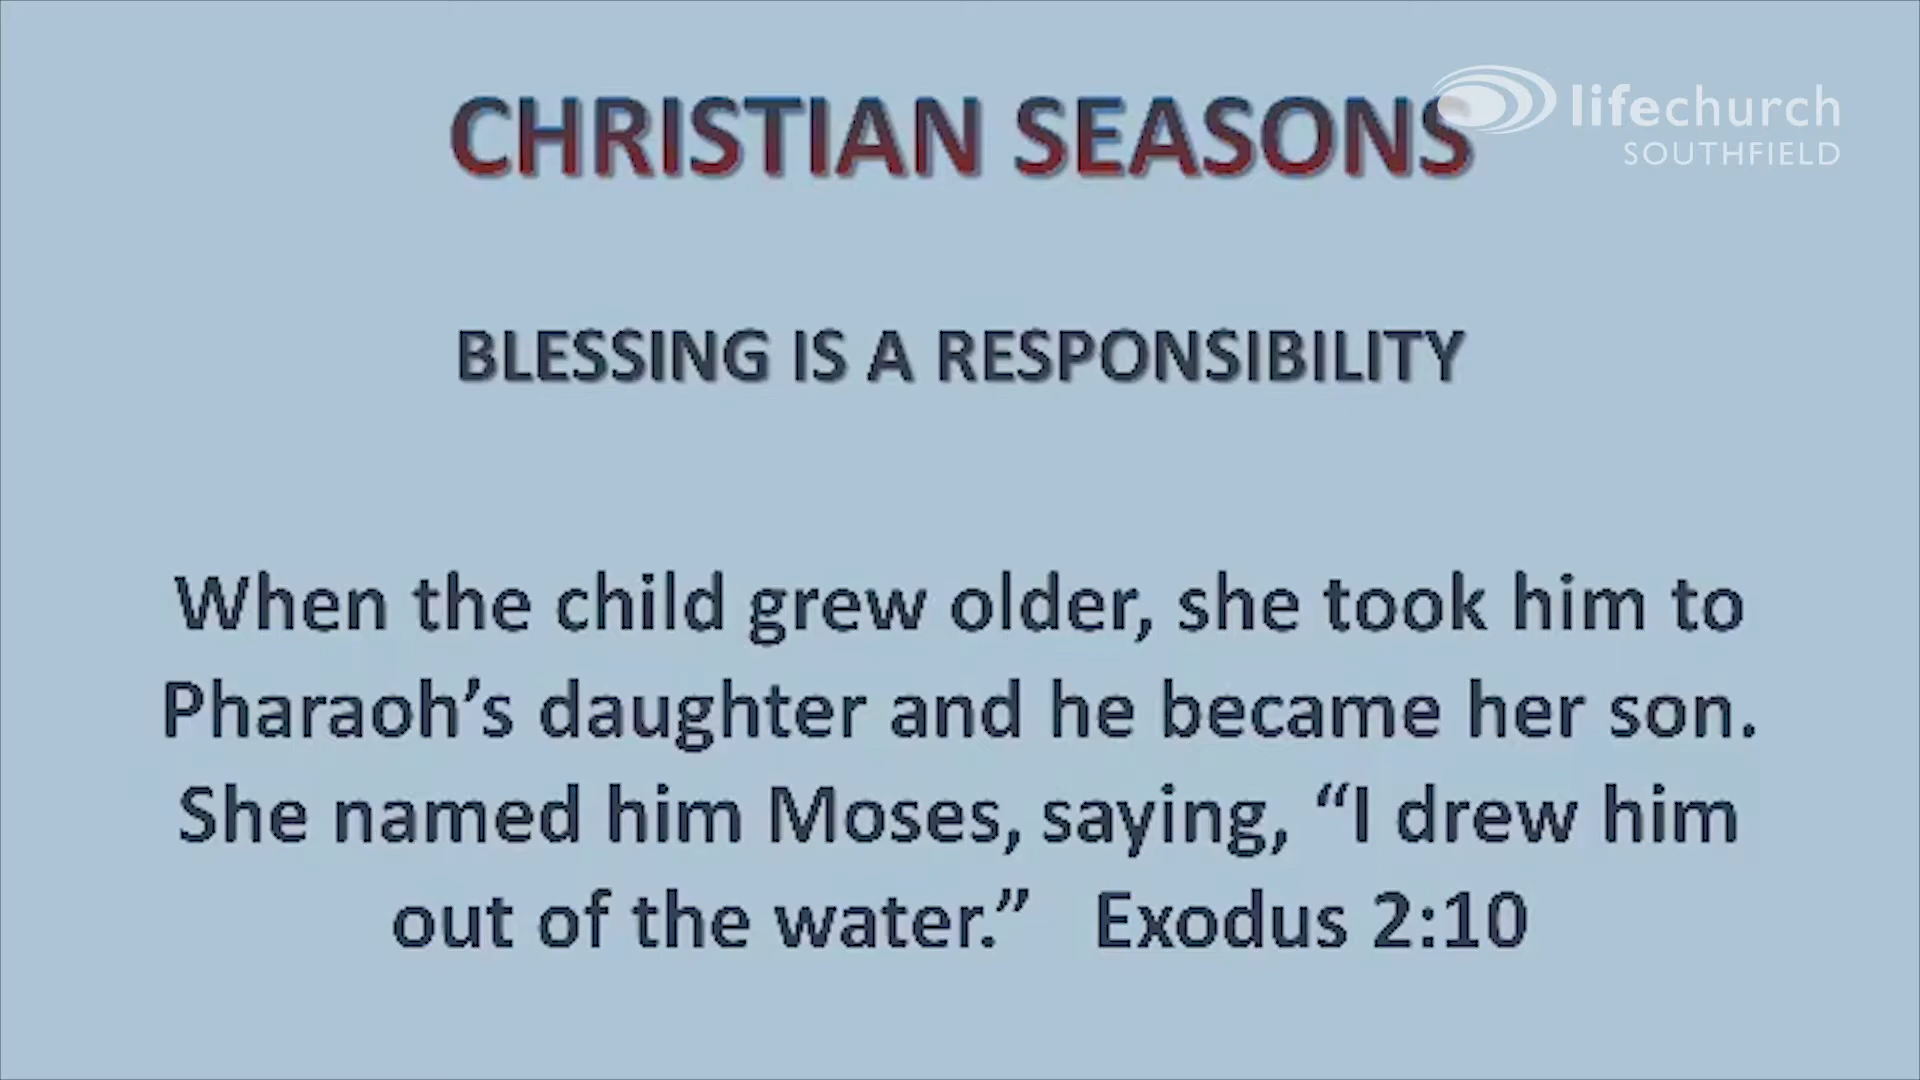 CHRISTIAN SEASONS
lifechurch
SOUTHFIELD
BLESSING IS A RESPONSIBILITY
When the child grew older, she took him to
Pharaoh’s daughter and he became her son.
She named him Moses, saying, “I drew him
out of the water.” Exodus 2:10